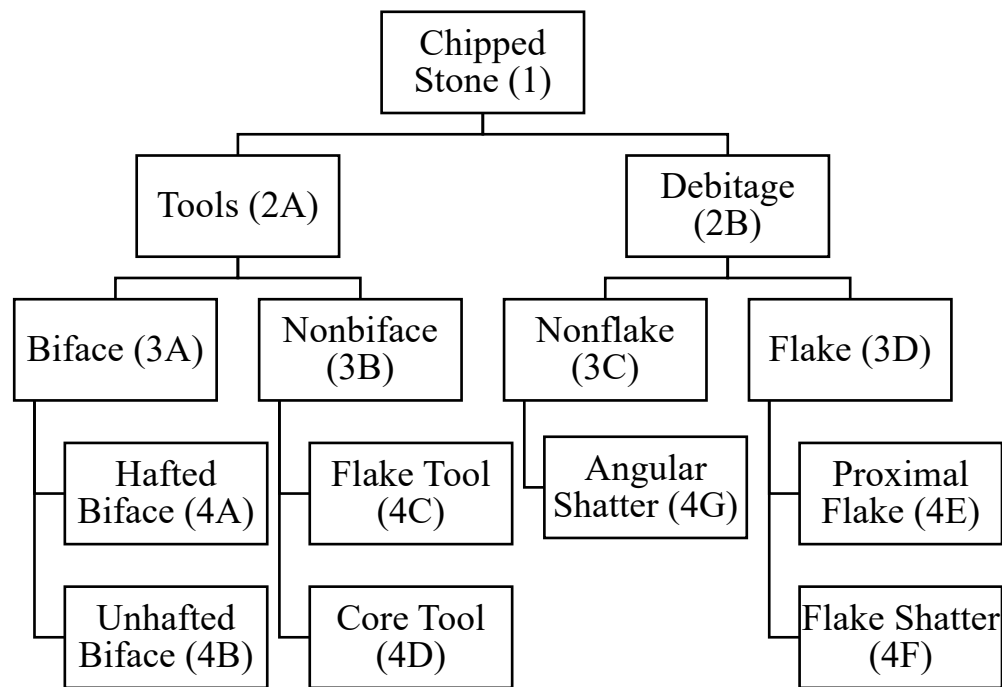 Chipped
Stone (1)
Tools (2A)
Debitage
(2B)
Biface (3A)
Nonbiface
(3B)
Nonflake
(3C)
Flake (3D)
Hafted
Biface (4A)
Flake Tool
(4C)
Angular
Shatter (4G)
Proximal
Flake (4E)
Unhafted
Biface (4B)
Core Tool
(4D)
Flake Shatter
(4F)